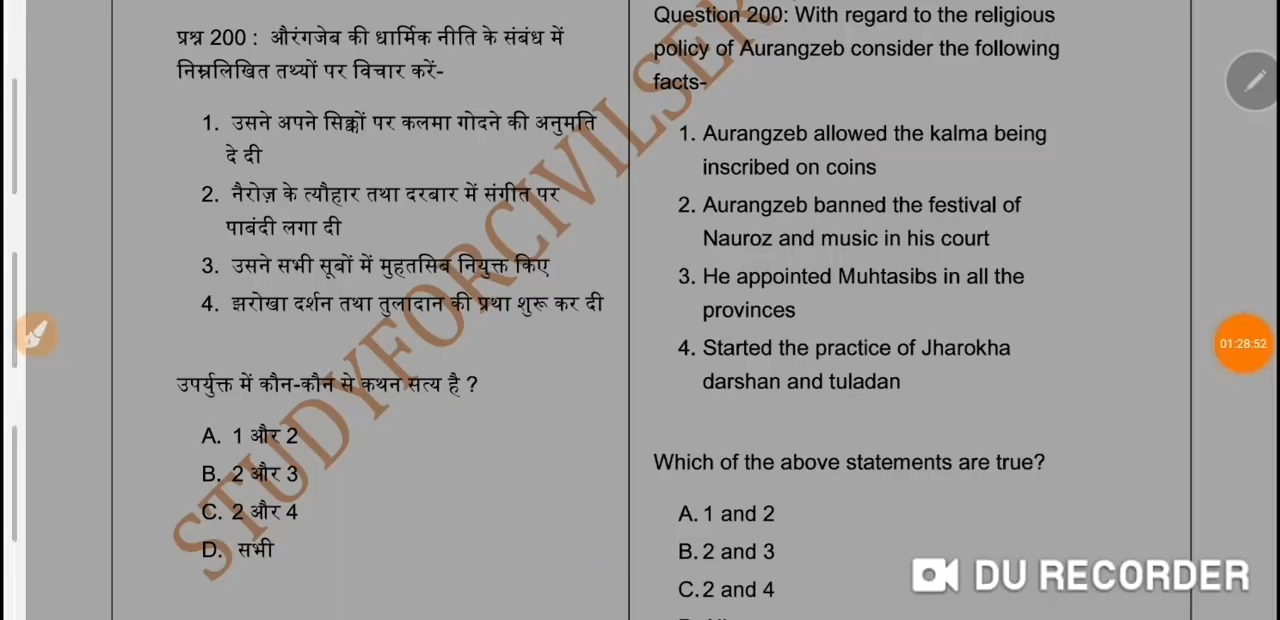 प्रश्न 200 : औरंगजेब की धार्मिक नीति के संबंध में
निम्नलिखित तथ्यों पर विचार करें-
1. उसने अपने सिक्कों पर कलमा गोदने की अनुमति
दे दी
2. नैरोज़ के त्यौहार तथा दरबार में संगीत पर
पाबंदी लगा दी
3. उसने सभी सूबों में मुहतसिब नियुक्त किए
4. झरोखा दर्शन तथा तुलादान की प्रथा शुरू कर दी
उपर्युक्त में कौन-कौन से कथन सत्य है ?
A. 1 और 2
B. 2 और 3
C. 2 और 4
D. सभी
Question 200: With regard to the religious
policy of Aurangzeb consider the following
facts-
1. Aurangzeb allowed the kalma being
inscribed on coins
2. Aurangzeb banned the festival of
Nauroz and music in his court
3. He appointed Muhtasibs in all the
provinces
4. Started the practice of Jharokha
darshan and tuladan
Which of the above statements are true?
A. 1 and 2
B. 2 and 3
C. 2 and 4
STUDYFORCIVILSER
01:28:52
DU RECORDER